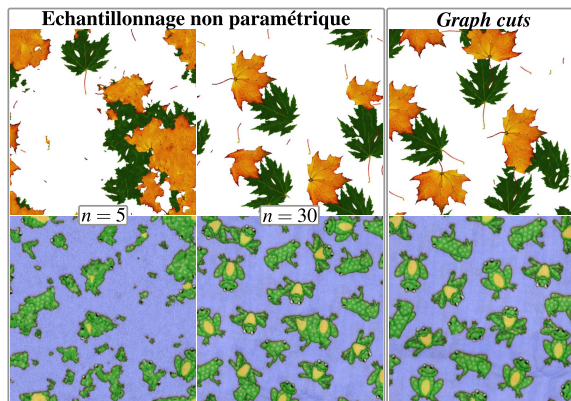 Echantillonnage non paramétrique
Graph cuts
n = 5
n = 30